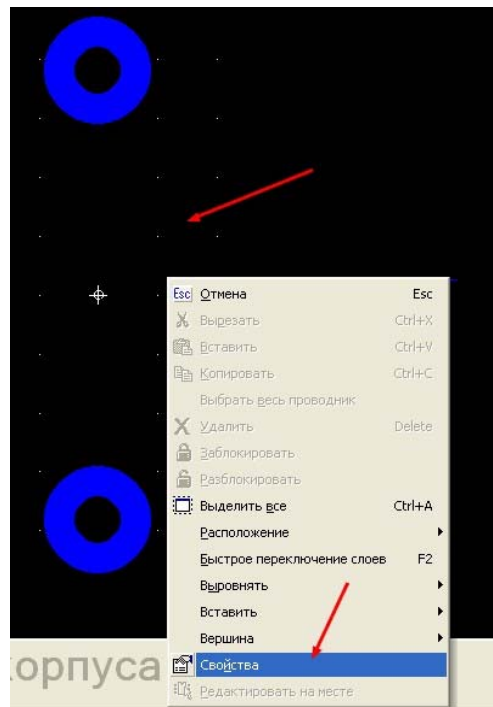 Esc Отмена Esc
Вырезать Ctrl+X
Вставить Ctrl+V
Копировать Ctrl+C
Выбрать весь проводник
Удалить Delete
Заблокировать
Разблокировать
Выделить все Ctrl+A
Расположение
Быстрое переключение слоев F2
Выровнять
Вставить
Вершина
Свойства
Редактировать на месте
орпуса